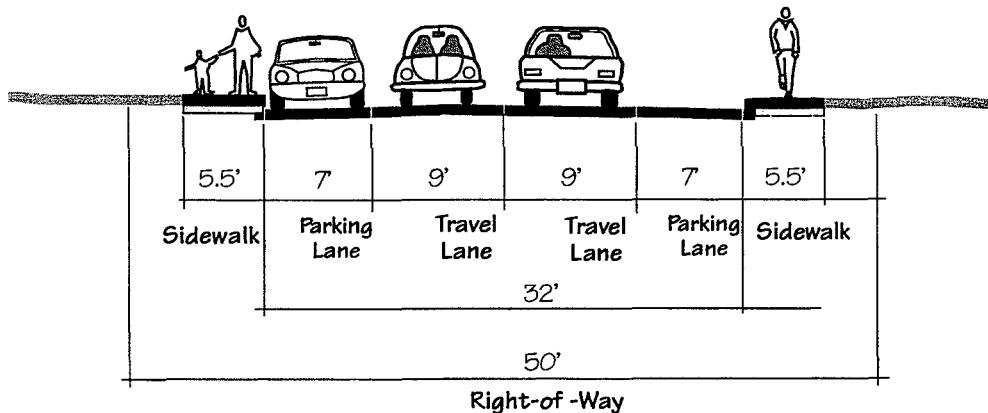 5.5' 7' 9' 9' 7' 5.5'
Sidewalk Parking Lane Travel Lane Travel Lane Parking Lane Sidewalk
32'
50'
Right-of -Way